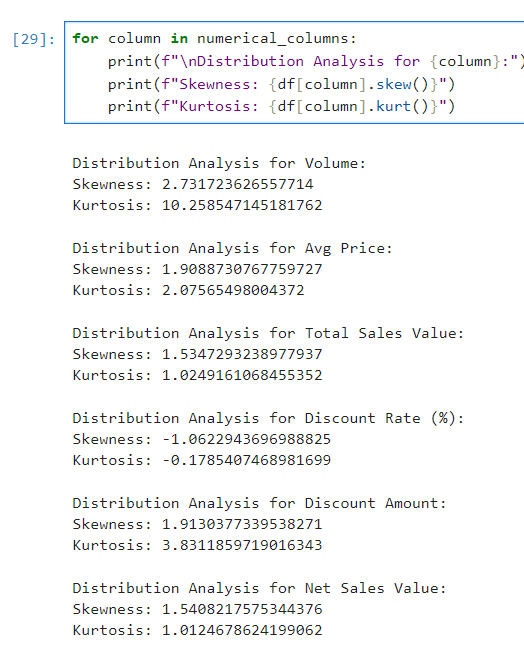 [29]: for column in numerical_columns:
print(f"\nDistribution Analysis for {column}:")
print(f"Skewness: {df[column].skew()}")
print(f"Kurtosis: {df[column].kurt()}")
Distribution Analysis for Volume:
Skewness: 2.731723626557714
Kurtosis: 10.258547145181762
Distribution Analysis for Avg Price:
Skewness: 1.9088730767759727
Kurtosis: 2.07565498004372
Distribution Analysis for Total Sales Value:
Skewness: 1.5347293238977937
Kurtosis: 1.0249161068455352
Distribution Analysis for Discount Rate (%):
Skewness: -1.0622943696988825
Kurtosis: -0.1785407468981699
Distribution Analysis for Discount Amount:
Skewness: 1.9130377339538271
Kurtosis: 3.8311859719016343
Distribution Analysis for Net Sales Value:
Skewness: 1.5408217575344376
Kurtosis: 1.0124678624199062